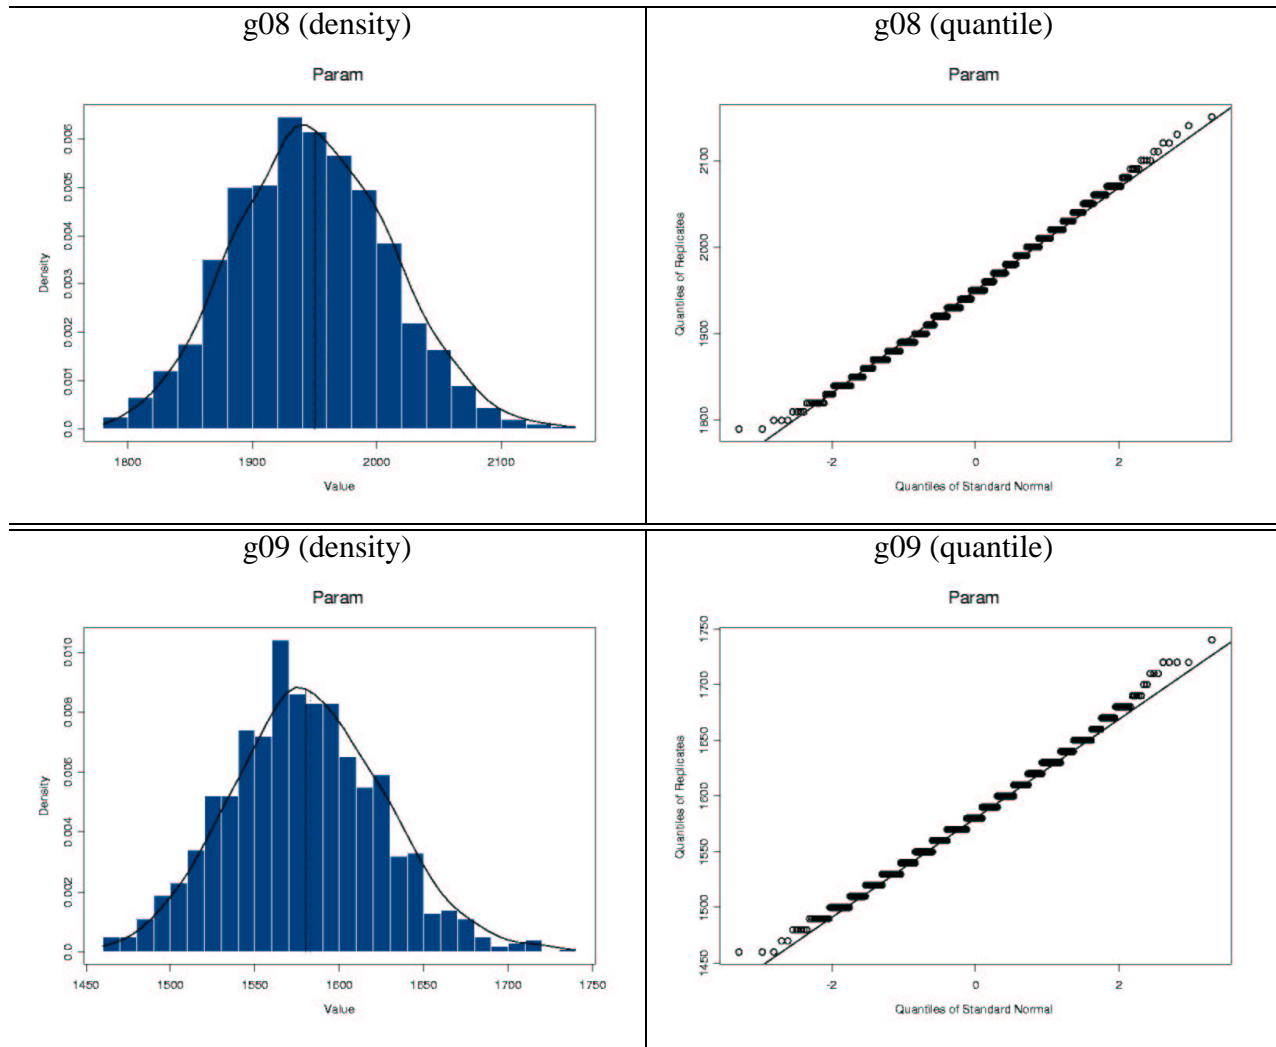 g08 (density)
g08 (quantile)
Param
Density
0.0
0.001
0.002
0.003
0.004
0.005
0.006
1800
1900
2000
2100
Value
Param
Quantiles of Replicates
1800
1900
2000
2100
-2
0
2
Quantiles of Standard Normal
g09 (density)
g09 (quantile)
Param
Density
0.0
0.002
0.004
0.006
0.008
0.010
1450
1500
1550
1600
1650
1700
1750
Value
Param
Quantiles of Replicates
1450
1500
1550
1600
1650
1700
1750
-2
0
2
Quantiles of Standard Normal